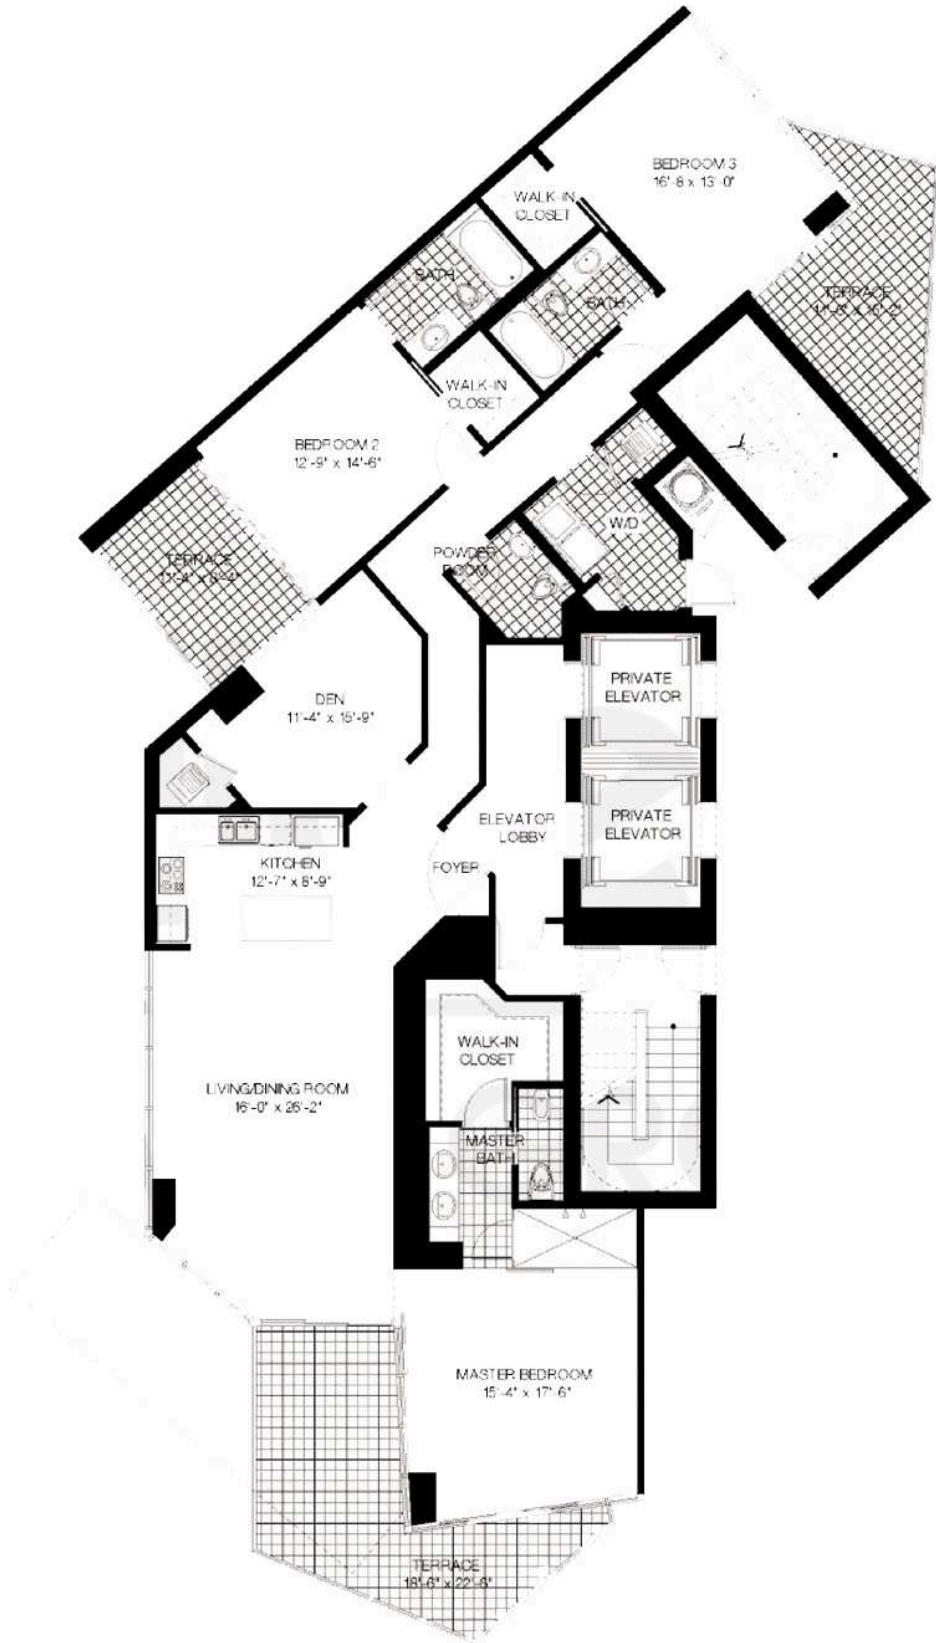 BEDROOM 3
16'-8 x 13'-0"
WALK-IN
CLOSET
BATH
BATH
TERRACE
WALK-IN
CLOSET
BEDROOM 2
12'-9" x 14'-6"
W/D
POWDER
ROOM
TERRACE
PRIVATE
ELEVATOR
DEN
11'-4" x 15'-9"
ELEVATOR
LOBBY
PRIVATE
ELEVATOR
KITCHEN
12'-7" x 8'-9"
FOYER
WALK-IN
CLOSET
LIVING/DINING ROOM
16'-0" x 26'-2"
MASTER
BATH
MASTER BEDROOM
15'-4" x 17'-6"
TERRACE
18'-6" x 22'-6"